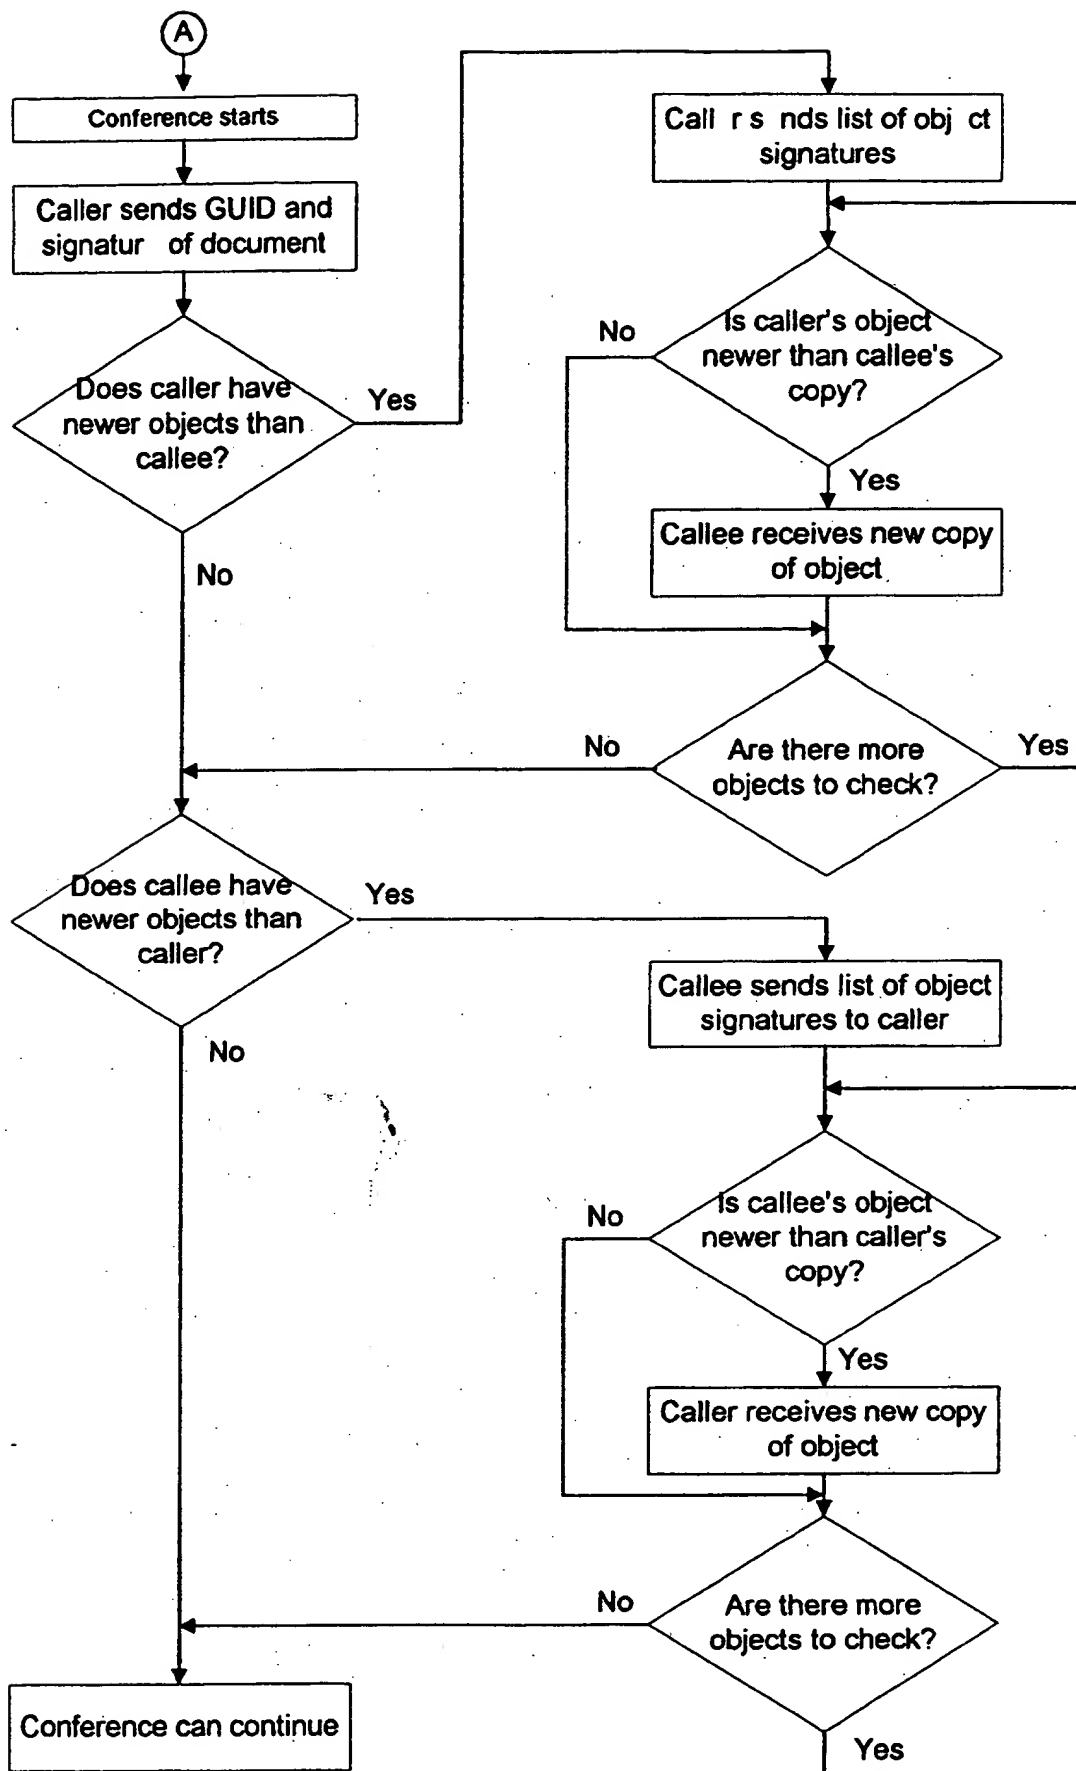 A
Conference starts
Caller sends GUID and
signatur of document
Does caller have
newer objects than
callee?
Yes
No
Call r s nds list of obj ct
signatures
Is caller's object
newer than callee's
copy?
No
Yes
Callee receives new copy
of object
Are there more
objects to check?
No
Yes
Does callee have
newer objects than
caller?
Yes
No
Callee sends list of object
signatures to caller
Is callee's object
newer than caller's
copy?
No
Yes
Caller receives new copy
of object
Are there more
objects to check?
No
Yes
Conference can continue